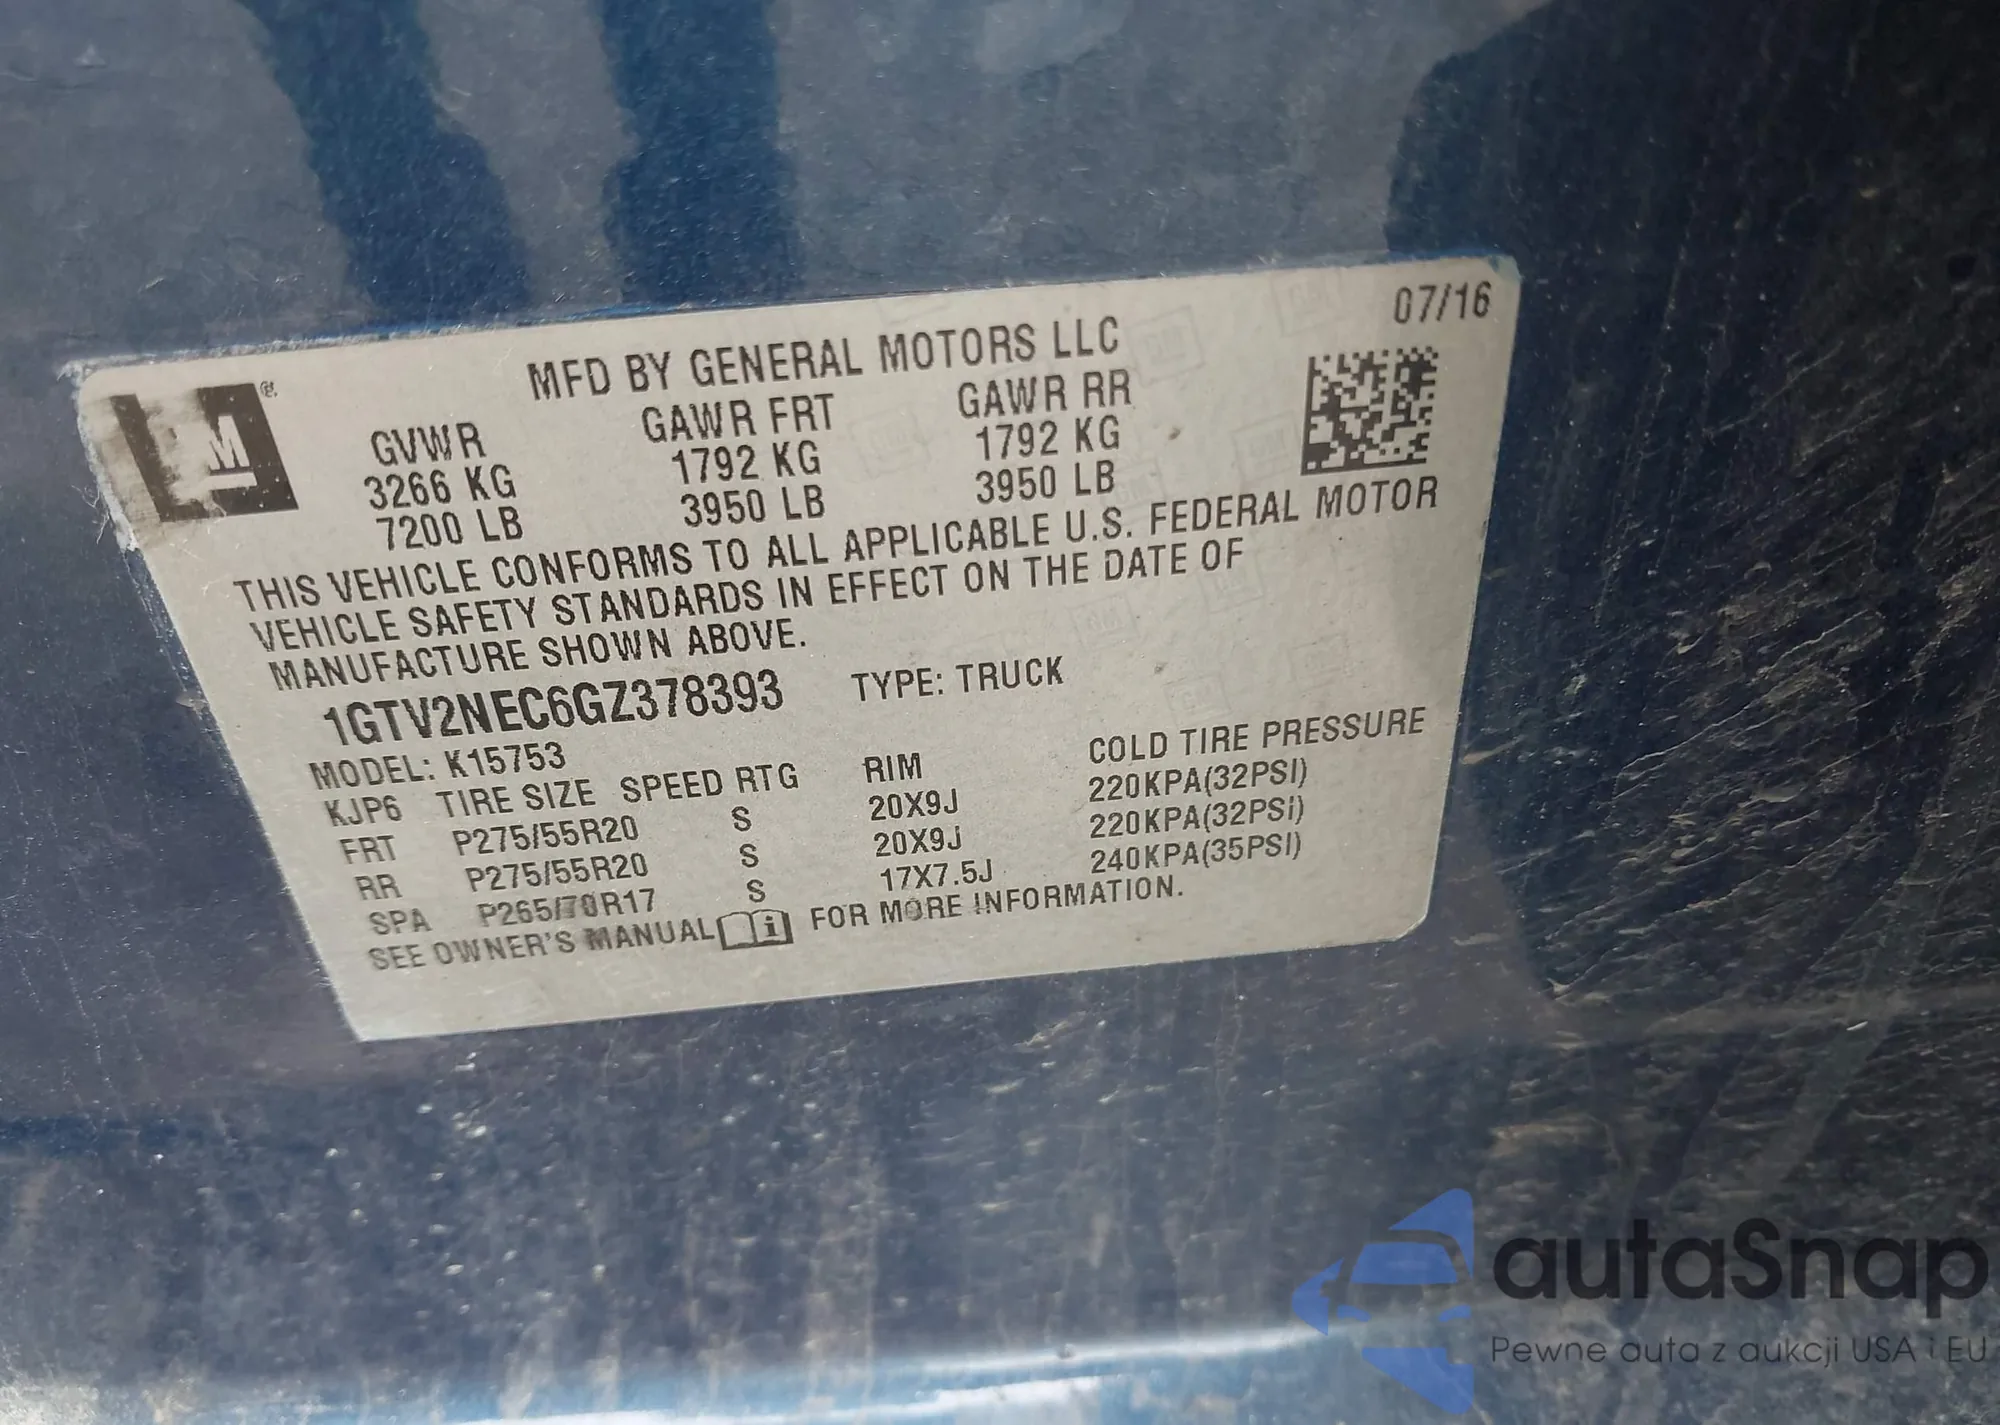 07/16
MFD BY GENERAL MOTORS LLC
GM ®
GVWR GAWR FRT GAWR RR
3266 KG 1792 KG 1792 KG
7200 LB 3950 LB 3950 LB
THIS VEHICLE CONFORMS TO ALL APPLICABLE U.S. FEDERAL MOTOR
VEHICLE SAFETY STANDARDS IN EFFECT ON THE DATE OF
MANUFACTURE SHOWN ABOVE.
1GTV2NEC6GZ378393 TYPE: TRUCK
MODEL: K15753
KJP6 TIRE SIZE SPEED RTG RIM COLD TIRE PRESSURE
FRT P275/55R20 S 20X9J 220KPA(32PSI)
RR P275/55R20 S 20X9J 220KPA(32PSI)
SPA P265/70R17 S 17X7.5J 240KPA(35PSI)
SEE OWNER'S MANUAL FOR MORE INFORMATION.
autaSnap
Pewne auta z aukcji USA i EU